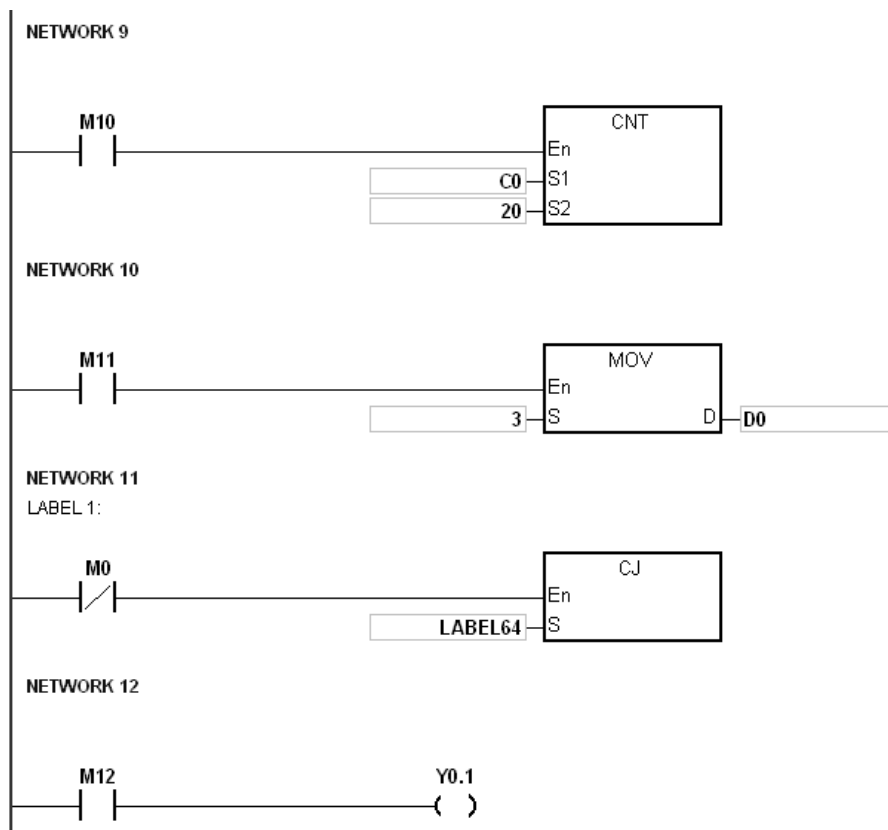 NETWORK 9
M10
CNT
En
C0 S1
20 S2
NETWORK 10
M11
MOV
En
3 S D D0
NETWORK 11
LABEL 1:
M0
CJ
En
LABEL64 S
NETWORK 12
M12 Y0.1